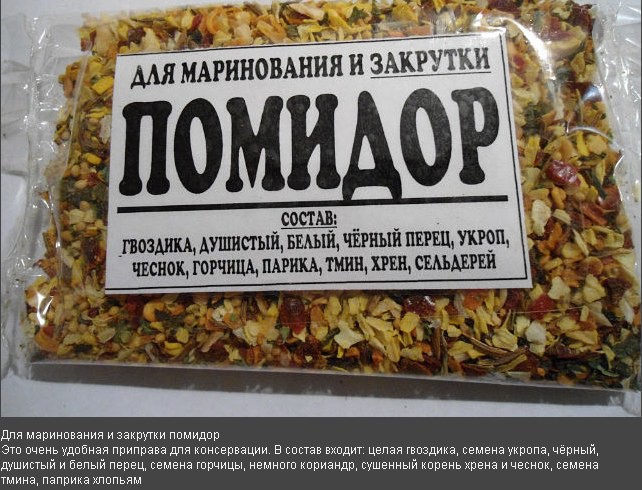 ДЛЯ МАРИНОВАНИЯ И ЗАКРУТКИ
ПОМИДОР
СОСТАВ:
ГВОЗДИКА, ДУШИСТЫЙ, БЕЛЫЙ, ЧЁРНЫЙ ПЕРЕЦ, УКРОП,
ЧЕСНОК, ГОРЧИЦА, ПАРИКА, ТМИН, ХРЕН, СЕЛЬДЕРЕЙ
Для маринования и закрутки помидор
Это очень удобная приправа для консервации. В состав входит: целая гвоздика, семена укропа, чёрный,
душистый и белый перец, семена горчицы, немного кориандр, сушенный корень хрена и чеснок, семена
тмина, паприка хлопьям